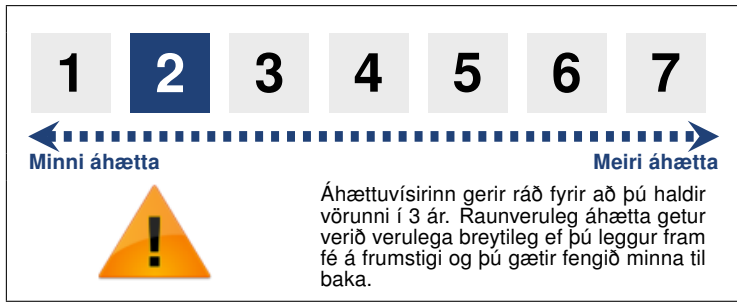 1 2 3 4 5 6 7
Minni áhætta Meiri áhætta
Áhættuvísirinn gerir ráð fyrir að þú haldir
vörunni í 3 ár. Raunveruleg áhætta getur
verið verulega breytileg ef þú leggur fram
fé á frumstigi og þú gætir fengið minna til
baka.